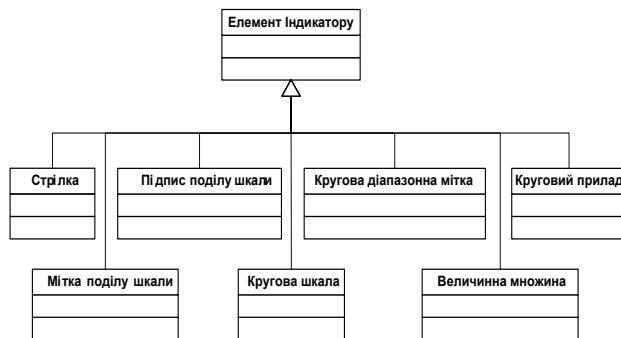 Елемент Індикатору
Стрілка
Підпис поділу шкали
Кругова діапазонна мітка
Круговий прилад
Мітка поділу шкали
Кругова шкала
Величинна множина